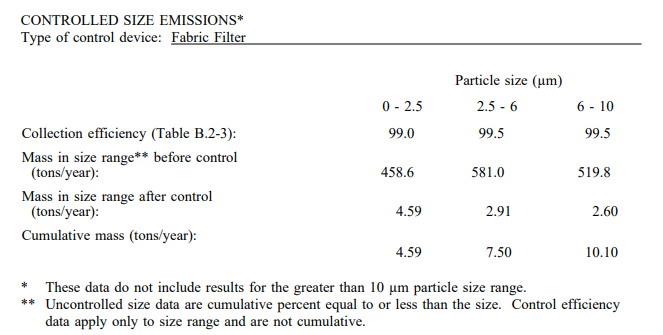 CONTROLLED SIZE EMISSIONS*
Type of control device: Fabric Filter
Particle size (µm)
0 - 2.5 2.5 - 6 6 - 10
Collection efficiency (Table B.2-3): 99.0 99.5 99.5
Mass in size range** before control
(tons/year): 458.6 581.0 519.8
Mass in size range after control
(tons/year): 4.59 2.91 2.60
Cumulative mass (tons/year):
4.59 7.50 10.10
* These data do not include results for the greater than 10 µm particle size range.
** Uncontrolled size data are cumulative percent equal to or less than the size. Control efficiency
data apply only to size range and are not cumulative.